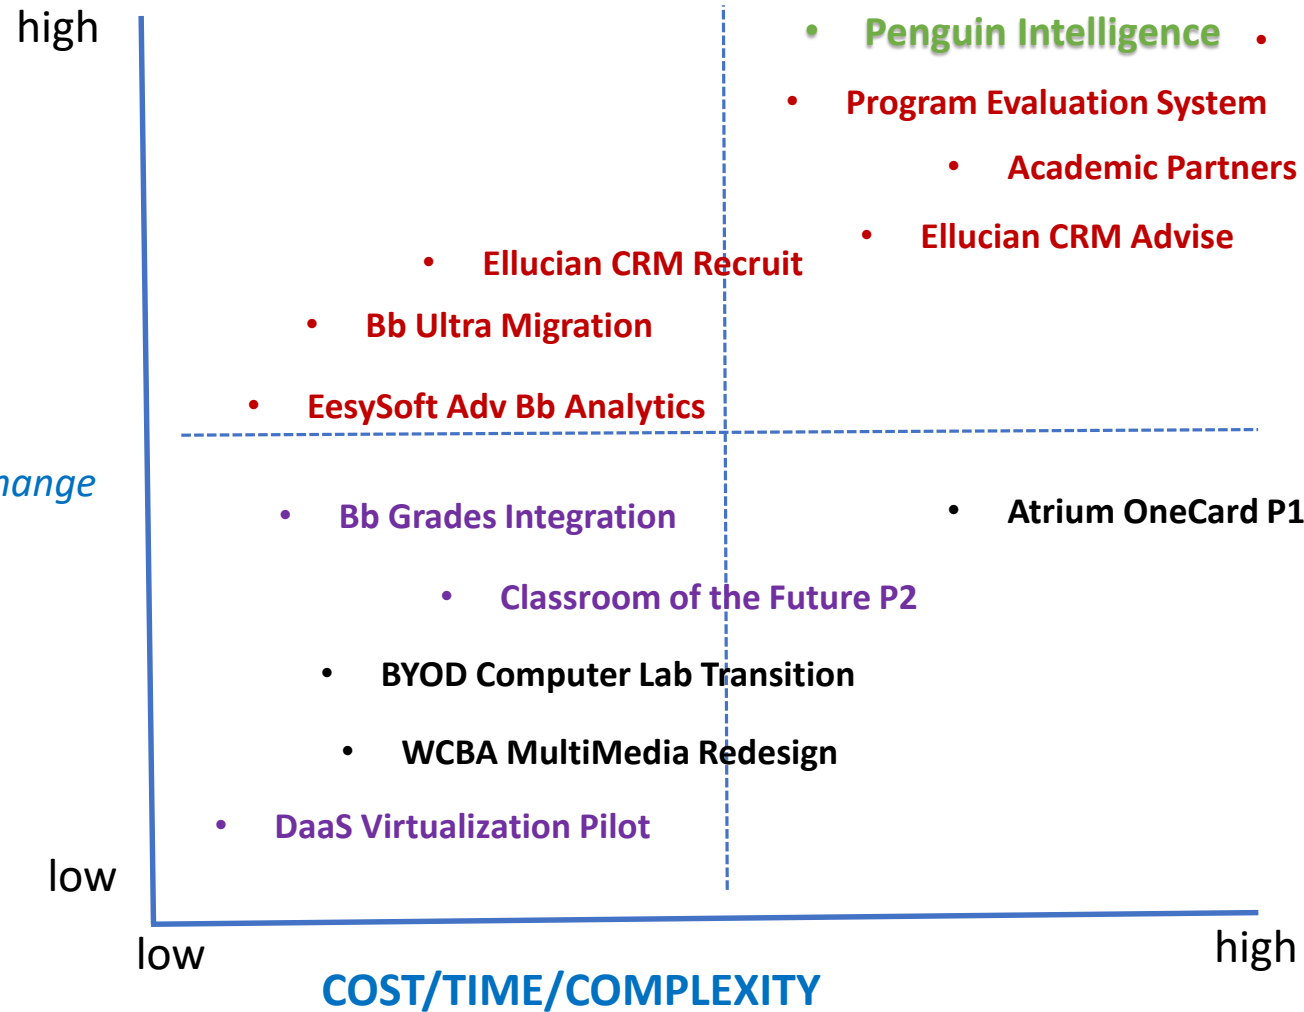 high
• Penguin Intelligence •
• Program Evaluation System
• Academic Partners
• Ellucian CRM Advise
• Ellucian CRM Recruit
• Bb Ultra Migration
• EesySoft Adv Bb Analytics
• Bb Grades Integration
• Atrium OneCard P1
• Classroom of the Future P2
• BYOD Computer Lab Transition
• WCBA MultiMedia Redesign
• DaaS Virtualization Pilot
low
low
high
COST/TIME/COMPLEXITY